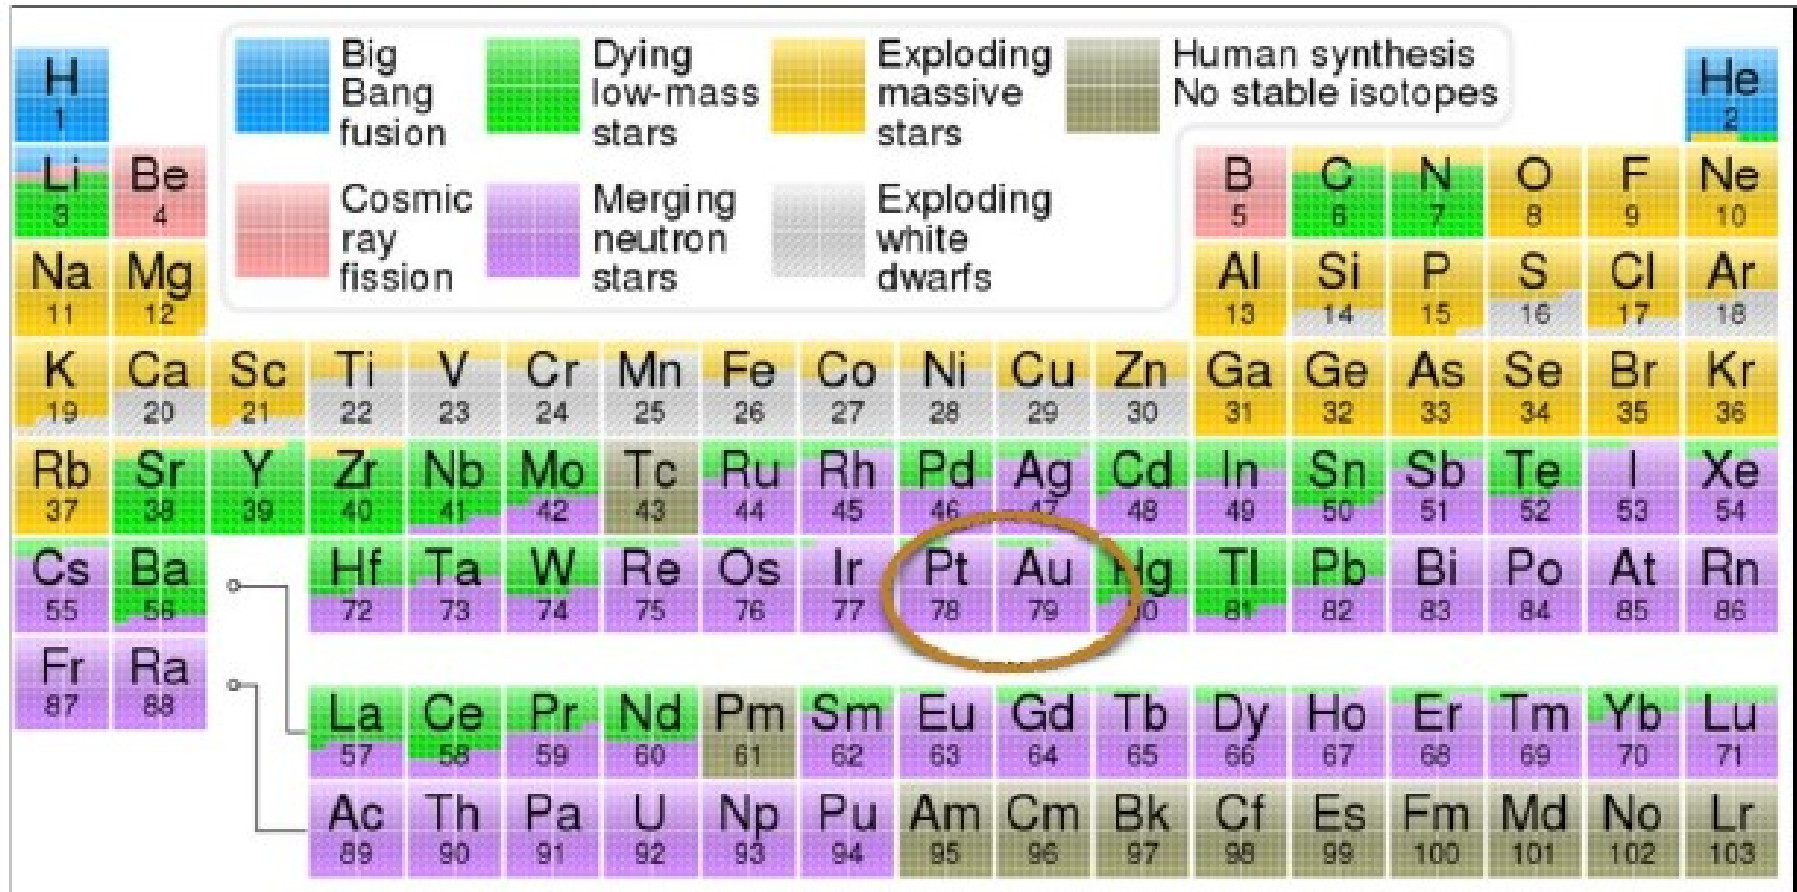 H
1
Big
Bang
fusion
Dying
low-mass
stars
Exploding
massive
stars
Human synthesis
No stable isotopes
He
2
Li
3
Be
4
Cosmic
ray
fission
Merging
neutron
stars
Exploding
white
dwarfs
B C N O F Ne
5 6 7 8 9 10
Na Mg
11 12
Al Si P S Cl Ar
13 14 15 16 17 18
K Ca Sc Ti V Cr Mn Fe Co Ni Cu Zn Ga Ge As Se Br Kr
19 20 21 22 23 24 25 26 27 28 29 30 31 32 33 34 35 36
Rb Sr Y Zr Nb Mo Tc Ru Rh Pd Ag Cd In Sn Sb Te I Xe
37 38 39 40 41 42 43 44 45 46 47 48 49 50 51 52 53 54
Cs Ba Hf Ta W Re Os Ir Pt Au Hg Tl Pb Bi Po At Rn
55 56 72 73 74 75 76 77 78 79 80 81 82 83 84 85 86
Fr Ra
87 88
La Ce Pr Nd Pm Sm Eu Gd Tb Dy Ho Er Tm Yb Lu
57 58 59 60 61 62 63 64 65 66 67 68 69 70 71
Ac Th Pa U Np Pu Am Cm Bk Cf Es Fm Md No Lr
89 90 91 92 93 94 95 96 97 98 99 100 101 102 103